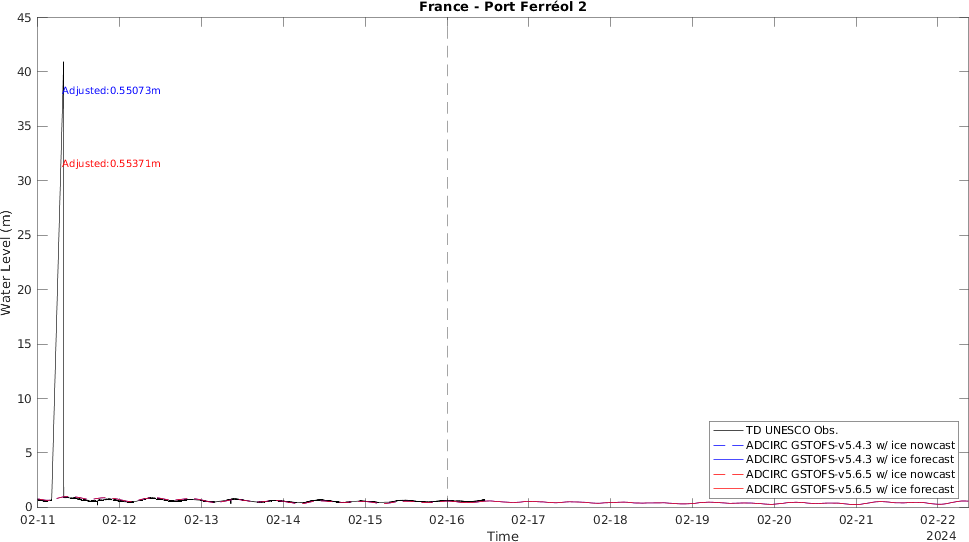 France - Port Ferréol 2
45
40
35
30
25
20
15
10
5
0
Water Level (m)
Adjusted:0.55073m
Adjusted:0.55371m
TD UNESCO Obs.
ADCIRC GSTOFS-v5.4.3 w/ ice nowcast
ADCIRC GSTOFS-v5.4.3 w/ ice forecast
ADCIRC GSTOFS-v5.6.5 w/ ice nowcast
ADCIRC GSTOFS-v5.6.5 w/ ice forecast
02-11 02-12 02-13 02-14 02-15 02-16 02-17 02-18 02-19 02-20 02-21 02-22
2024
Time